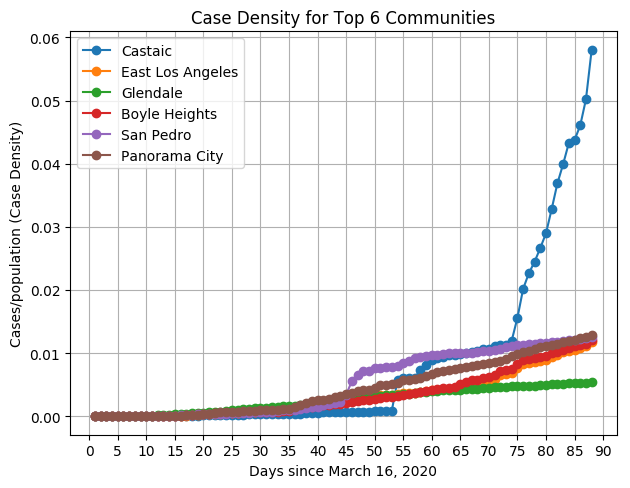 Case Density for Top 6 Communities
0.06
0.05
0.04
0.03
0.02
0.01
0.00
Cases/population (Case Density)
Castaic
East Los Angeles
Glendale
Boyle Heights
San Pedro
Panorama City
0 5 10 15 20 25 30 35 40 45 50 55 60 65 70 75 80 85 90
Days since March 16, 2020